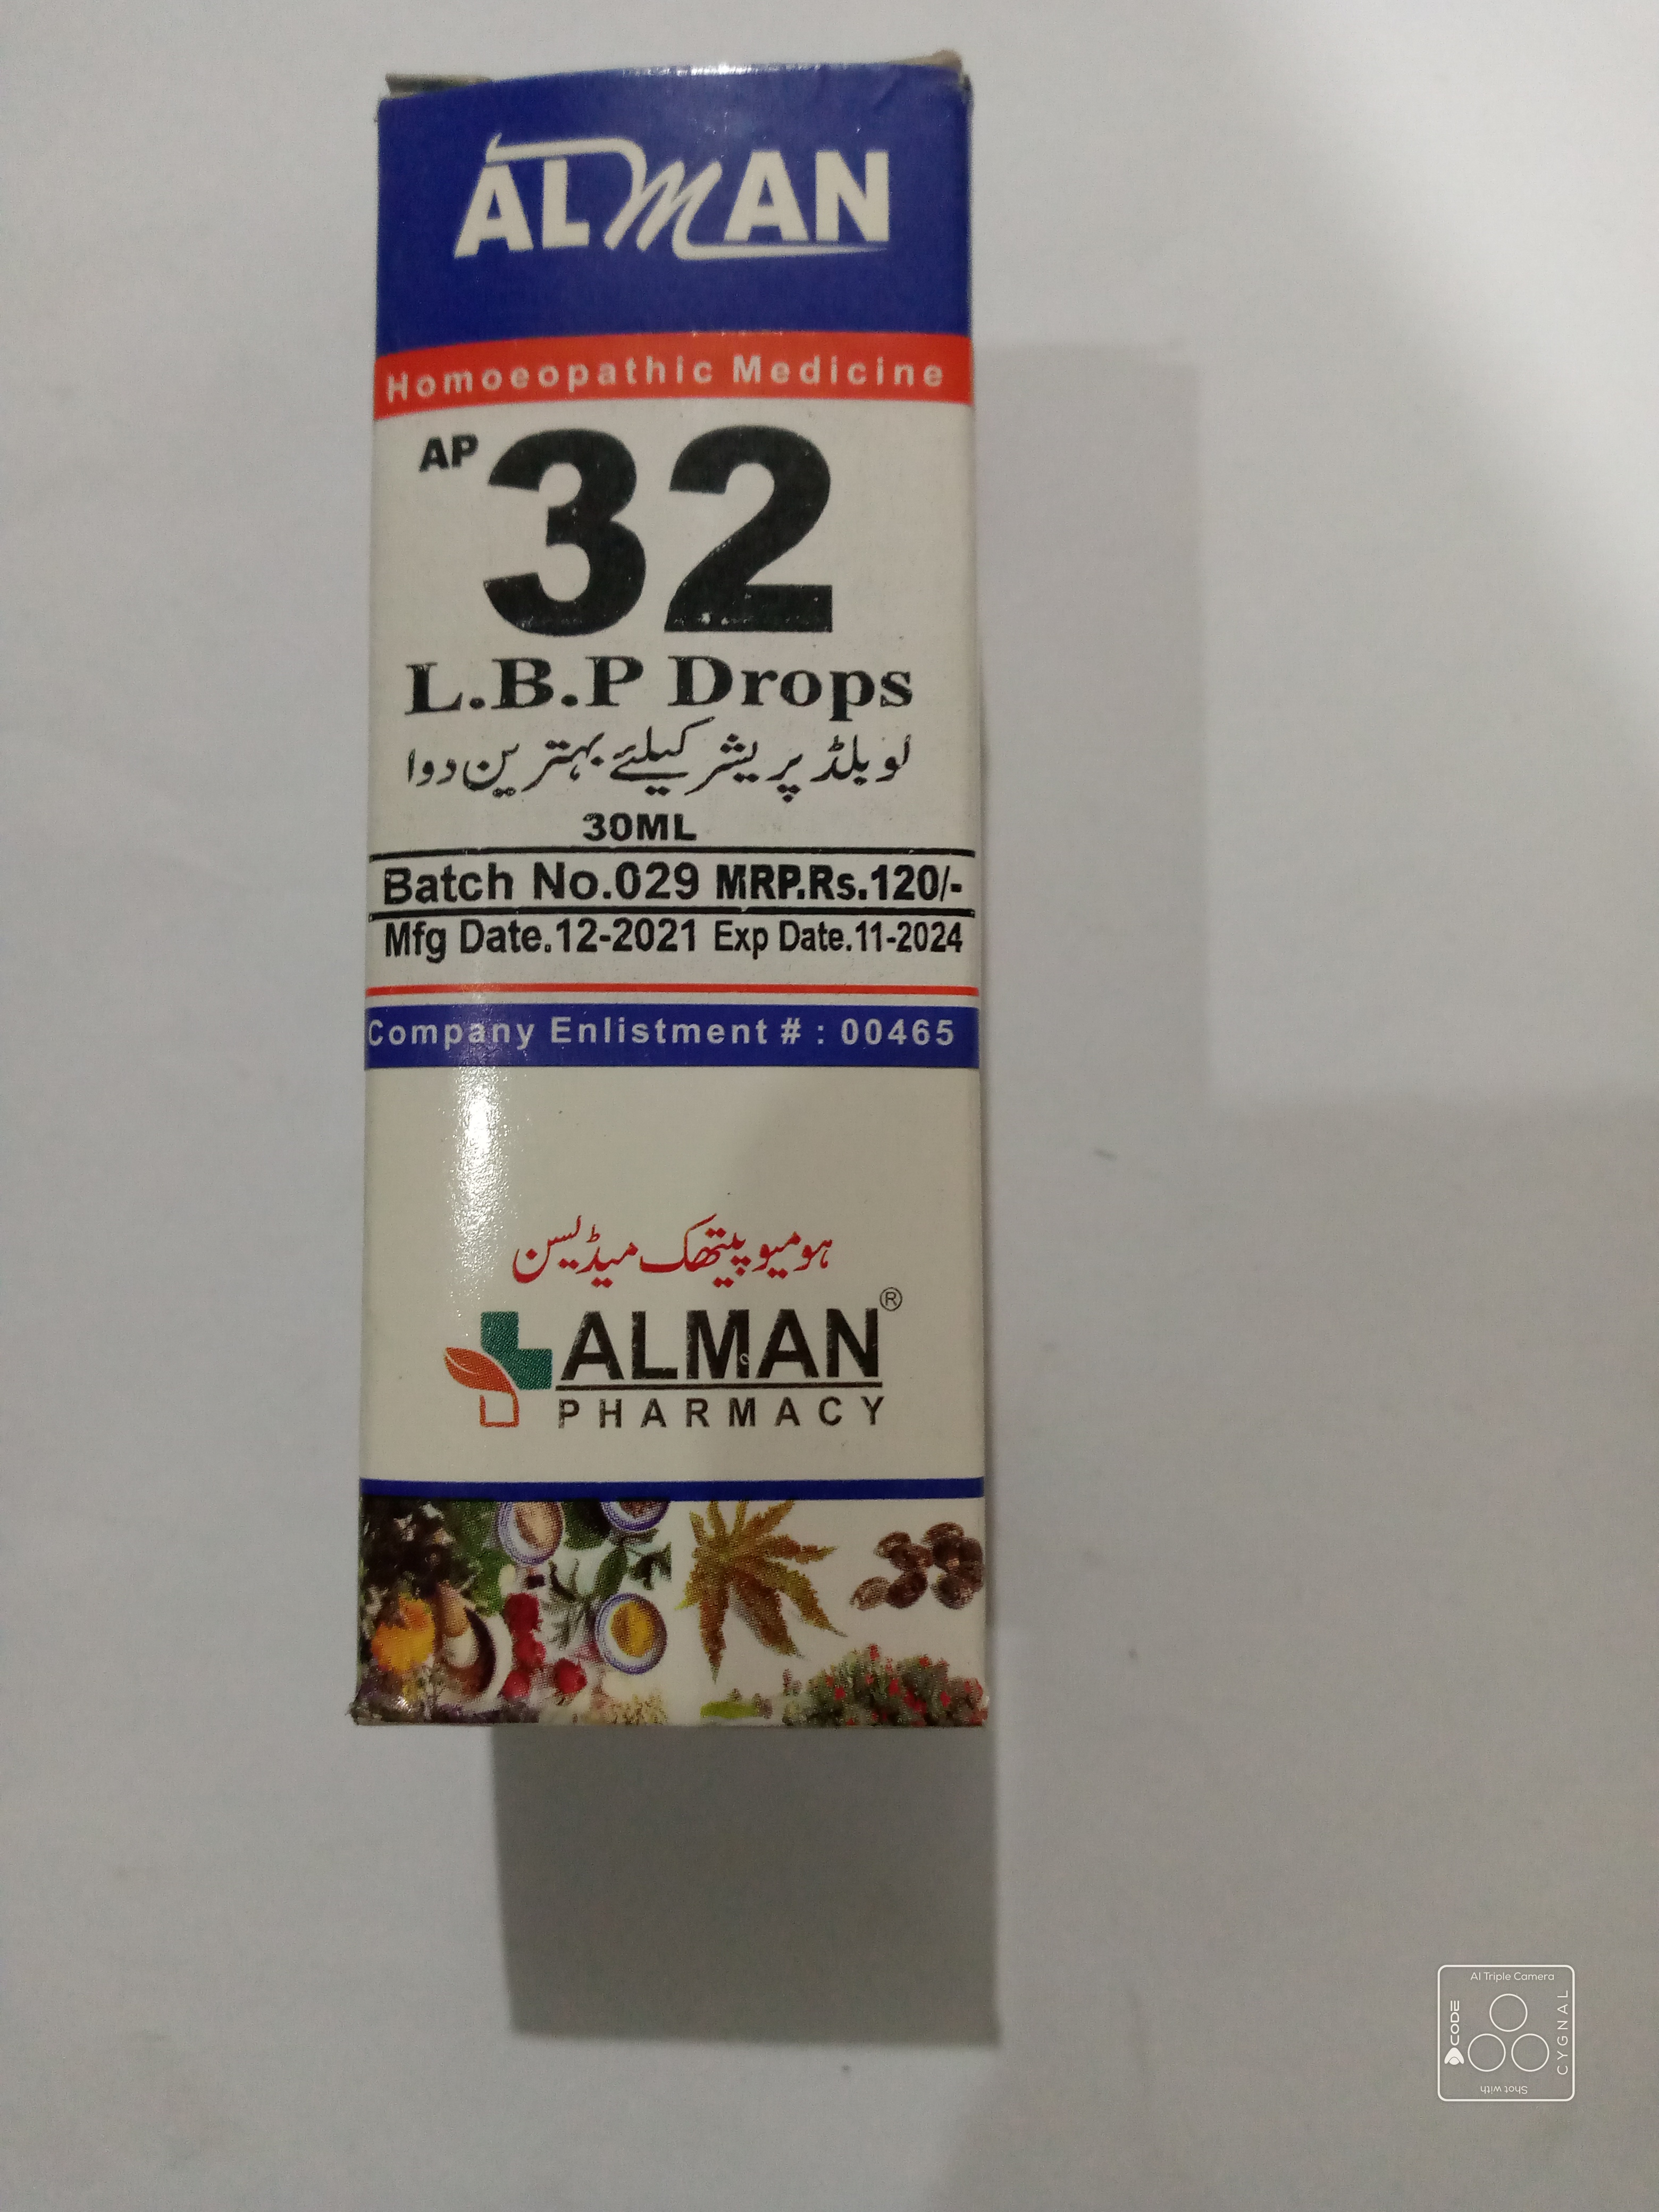 ALMAN
Homoeopathic Medicine
AP 32
L.B.P Drops
لو بلڈ پریشر کیلئے بہترین دوا
30ML
Batch No.029 MRP.Rs.120/-
Mfg Date.12-2021 Exp Date.11-2024
Company Enlistment # : 00465
ہومیو پیتھک میڈیسن
ALMAN®
PHARMACY
AI Triple Camera
CODE
CYGNAL
Shot with